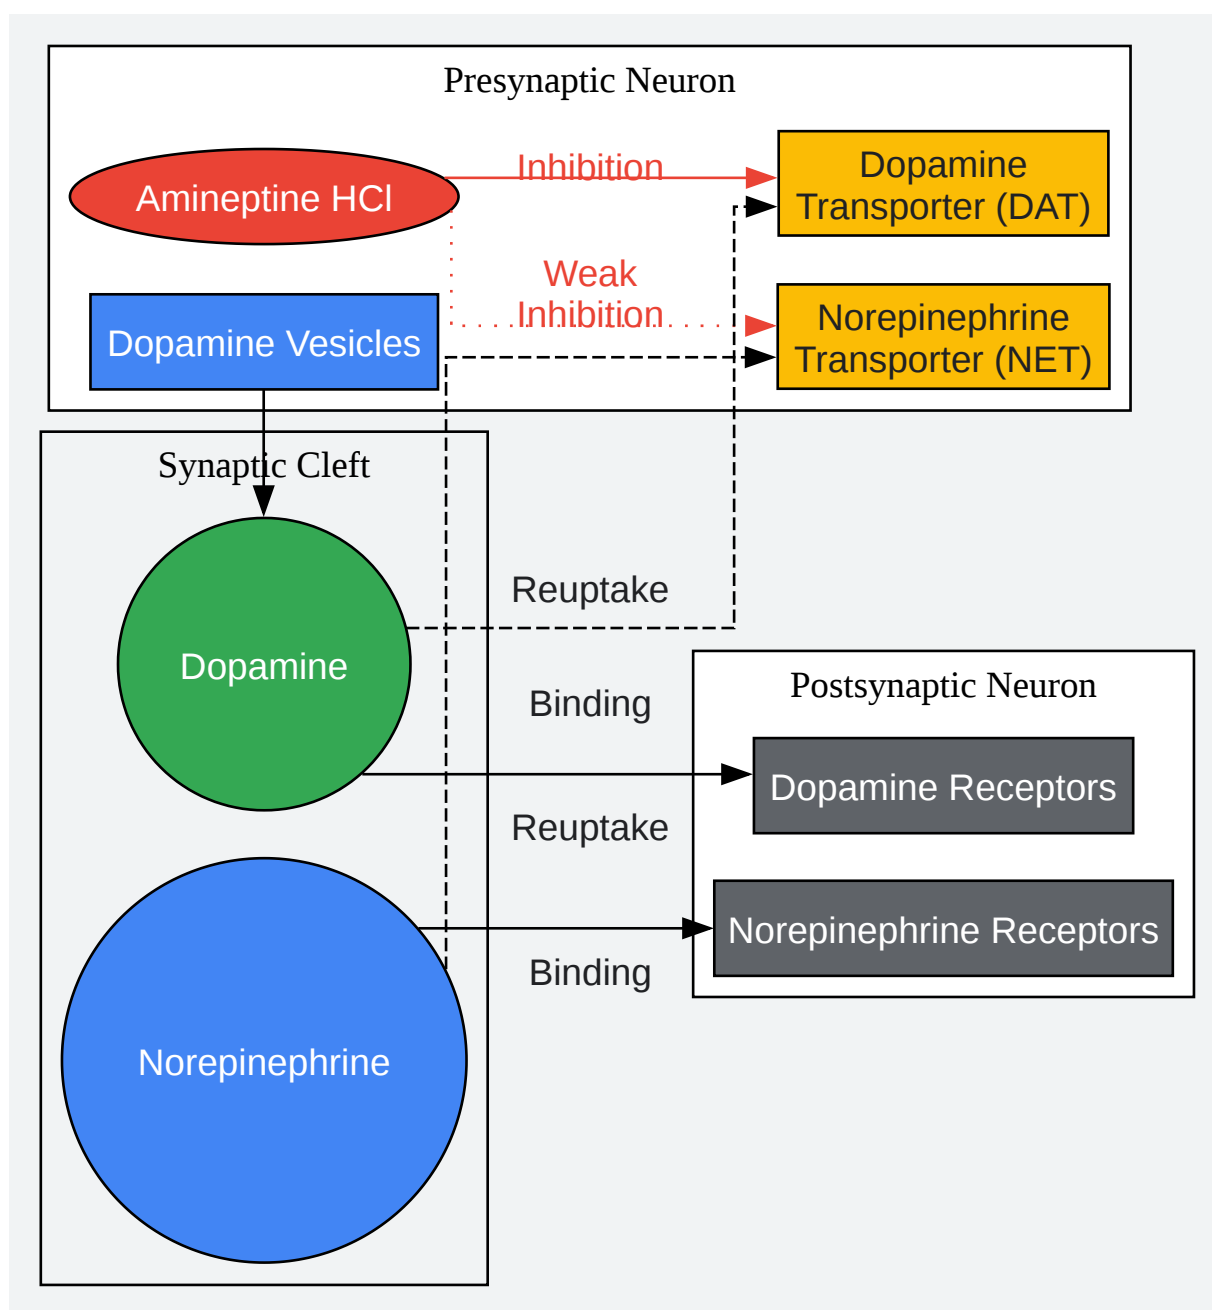 Presynaptic Neuron
Amineptine HCl
Inhibition
Dopamine
Transporter (DAT)
Weak
Inhibition
Dopamine Vesicles
Norepinephrine
Transporter (NET)
Synaptic Cleft
Dopamine
Reuptake
Binding
Postsynaptic Neuron
Dopamine Receptors
Reuptake
Norepinephrine Receptors
Binding
Norepinephrine